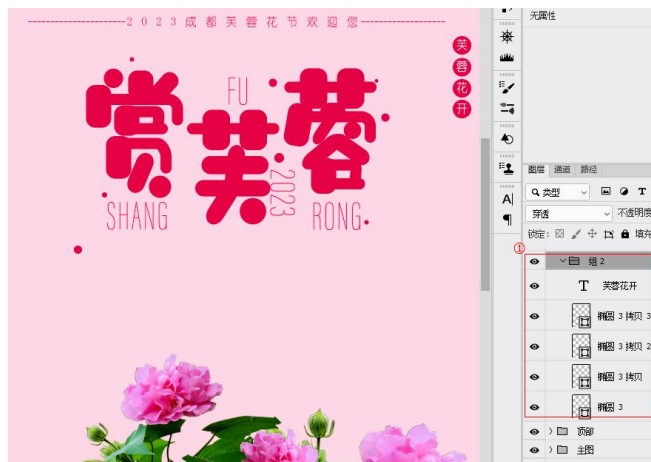 ---------------------2023成都芙蓉花节欢迎您------------------
芙
蓉
花
开
赏芙蓉
FU
SHANG
2023
RONG
无属性
图层 通道 路径
类型
T
穿透
不透明度
锁定:
填充
①
组 2
T 芙蓉花开
椭圆 3 拷贝 3
椭圆 3 拷贝 2
椭圆 3 拷贝
椭圆 3
顶部
主图
A